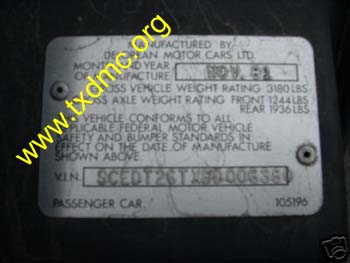 MANUFACTURED BY
DE LOREAN MOTOR CARS LTD.
MONTH AND YEAR
OF MANUFACTURE NOV. 81
GROSS VEHICLE WEIGHT RATING 3180 LBS
GROSS AXLE WEIGHT RATING FRONT 1244 LBS
REAR 1936 LBS
VEHICLE CONFORMS TO ALL
APPLICABLE FEDERAL MOTOR VEHICLE
SAFETY AND BUMPER STANDARDS IN
EFFECT ON THE DATE OF MANUFACTURE
SHOWN ABOVE
V.I.N.
PASSENGER CAR. 105196
www.txdmc.org